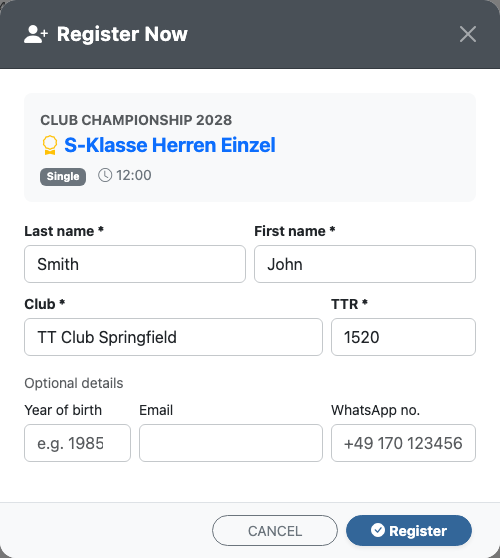 Register Now
CLUB CHAMPIONSHIP 2028
S-Klasse Herren Einzel
Single 12:00
Last name * First name *
Smith John
Club * TTR *
TT Club Springfield 1520
Optional details
Year of birth Email WhatsApp no.
e.g. 1985 +49 170 123456
CANCEL Register